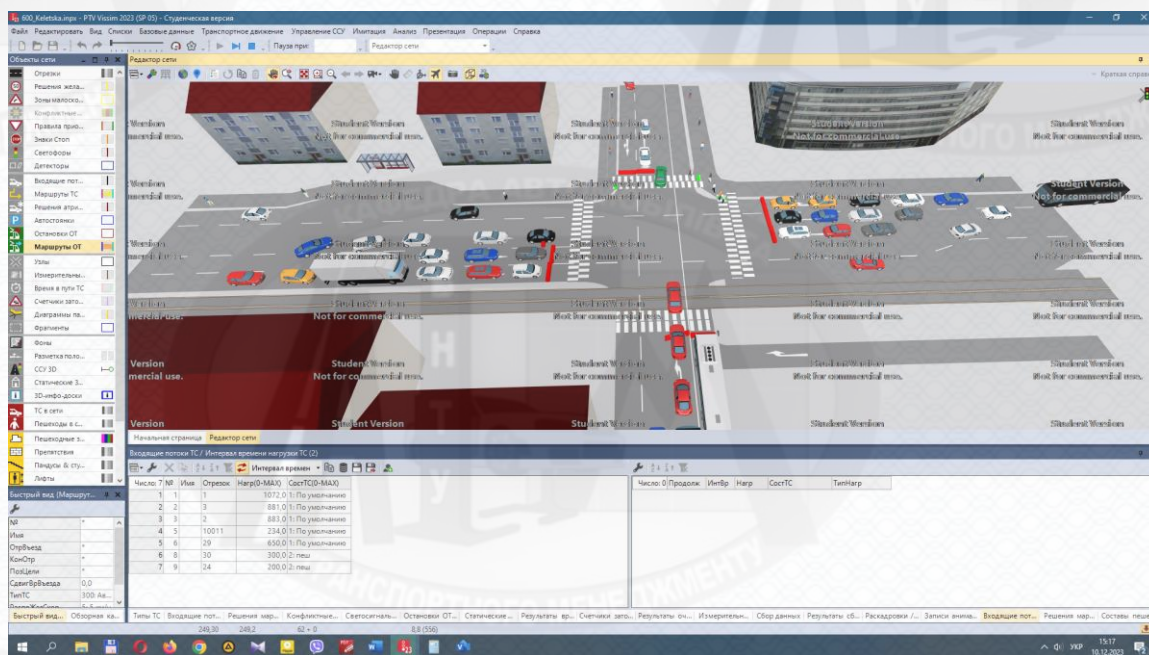 600_Keletska.inpx - PTV Vissim 2023 (SP 05) - Студенческая версия
Файл Редактировать Вид Списки Базовые данные Транспортное движение Управление ССУ Имитация Анализ Презентация Операции Справка
Пауза при: Редактор сети
Объекты сети
Редактор сети
Краткая справ
Отрезки
Решения жела...
Зоны малоско...
Конфликтные...
Правила прио...
Знаки Стоп
Светофоры
Детекторы
Входящие пот...
Маршруты ТС
Решения атри...
Автостоянки
Остановки ОТ
Маршруты ОТ
Узлы
Измерительны...
Время в пути ТС
Счетчики зато...
Диаграммы па...
Фрагменты
Фоны
Разметка поло...
ССУ 3D
Статические 3...
3D-инфо-доски
ТС в сети
Пешеходы в с...
Пешеходные з...
Препятствия
Пандусы & сту...
Лифты
Student Version
Not for commercial use.
Начальная страница Редактор сети
Входящие потоки ТС / Интервал времени нагрузки ТС (2)
Интервал времен
Число: 7 № Имя Отрезок Нагр(0-MAX) СостТС(0-MAX)
1 1 1 1072,0 1: По умолчанию
2 2 3 881,0 1: По умолчанию
3 3 2 883,0 1: По умолчанию
4 5 10011 234,0 1: По умолчанию
5 6 29 650,0 1: По умолчанию
6 8 30 300,0 2: пеш
7 9 24 200,0 2: пеш
Число: 0 Продолж ИнтВр Нагр СостТС ТипНагр
Быстрый вид (Маршрут...
№ *
Имя
ОтрВъезд *
КонОтр *
ПозЦели *
СдвигВрВъезда 0,0
ТипТС 300: Ав...
Быстрый вид... Обзорная ка...
Типы ТС Входящие пот... Решения мар... Конфликтные... Светосигналь... Остановки ОТ... Статические ... Результаты вр... Счетчики зато... Результаты оч... Измерительн... Сбор данных Результаты сб... Раскадровки /... Записи анима... Входящие пот... Решения мар... Составы пеше
249,30 249,2 62 + 0 8,8 (556)
УКР
15:17
10.12.2023